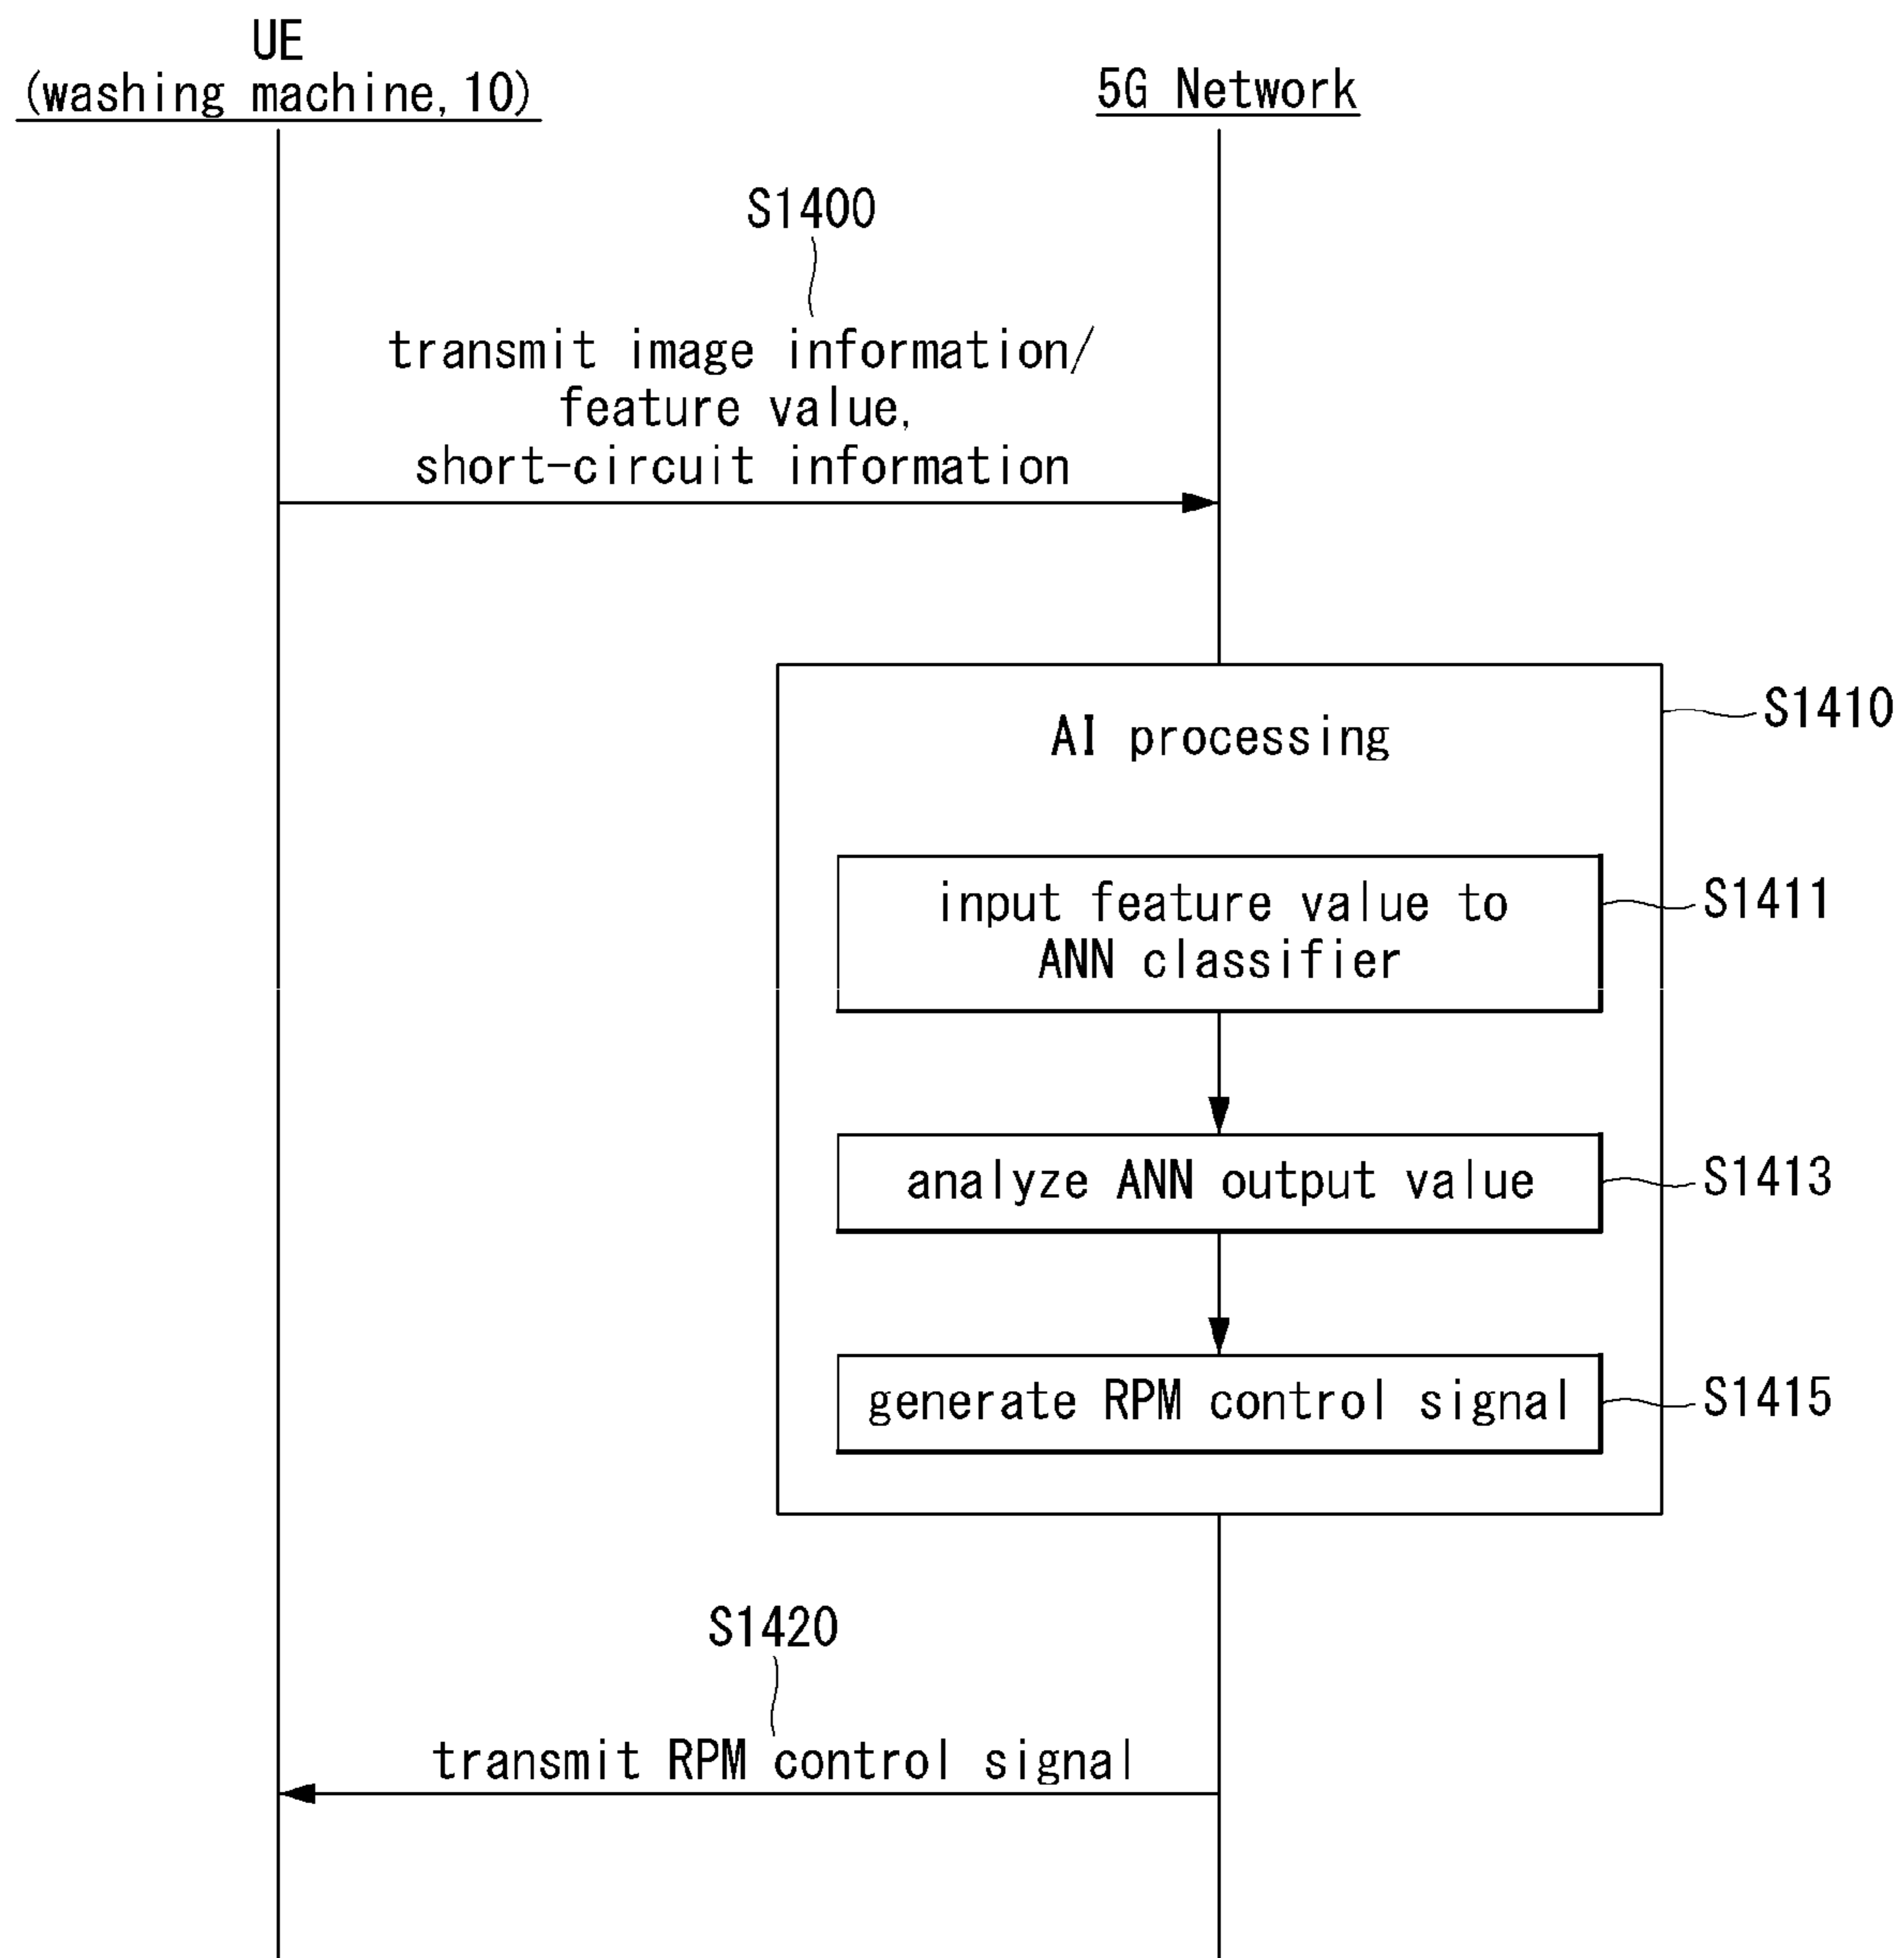 UE
(washing machine, 10)
5G Network
S1400
transmit image information/
feature value,
short-circuit information
AI processing
S1410
input feature value to
ANN classifier
S1411
analyze ANN output value
S1413
generate RPM control signal
S1415
S1420
transmit RPM control signal